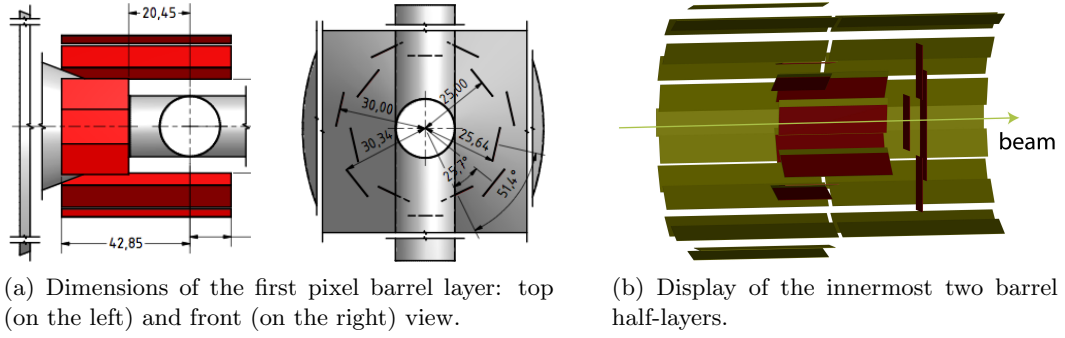 20,45
42,85
25,00
30,00
30,34
25,64
25,7°
51,4°
beam
(a) Dimensions of the first pixel barrel layer: top
(on the left) and front (on the right) view.
(b) Display of the innermost two barrel
half-layers.